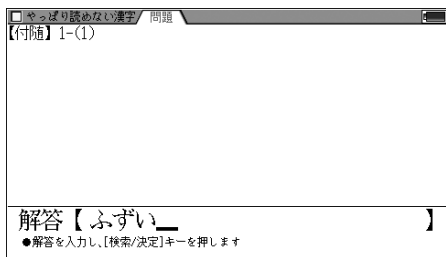 やっぱり読めない漢字 問題
【付随】 1-(1)
解答【 ふずい 】
●解答を入力し、[検索/決定]キーを押します